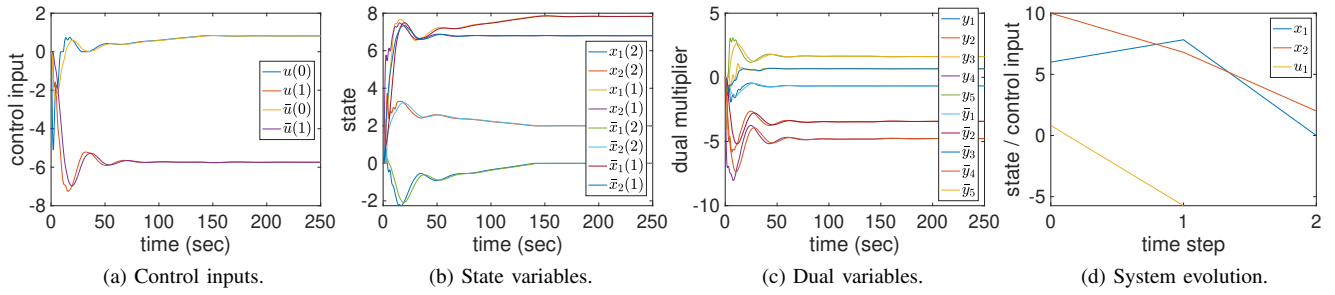 control input
0
-2
-4
-6
-8
0 50 100 150 200 250
time (sec)
u(0)
u(1)
ū(0)
ū(1)
(a) Control inputs.
state
8
6
4
2
0
-2
0 50 100 150 200 250
time (sec)
x₁(2)
x₂(2)
x₁(1)
x₂(1)
x̄₁(2)
x̄₂(2)
x̄₁(1)
x̄₂(1)
(b) State variables.
dual multiplier
5
0
-5
-10
0 50 100 150 200 250
time (sec)
y₁
y₂
y₃
y₄
y₅
ȳ₁
ȳ₂
ȳ₃
ȳ₄
ȳ₅
(c) Dual variables.
state / control input
10
5
0
-5
0 1 2
time step
x₁
x₂
u₁
(d) System evolution.